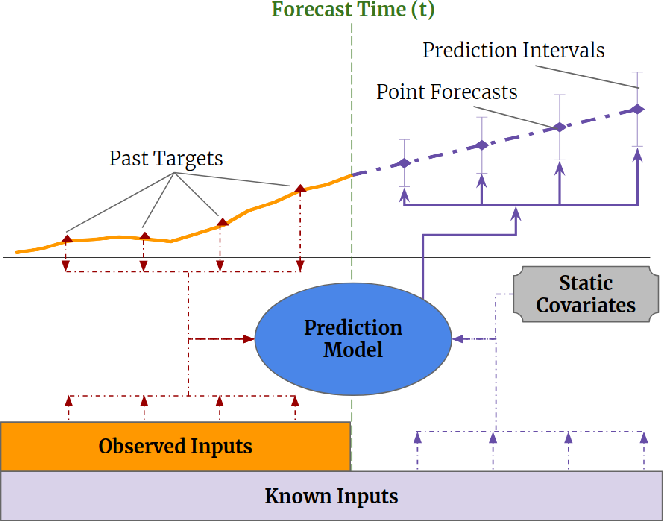 Forecast Time (t)
Prediction Intervals
Point Forecasts
Past Targets
Static
Covariates
Prediction
Model
Observed Inputs
Known Inputs